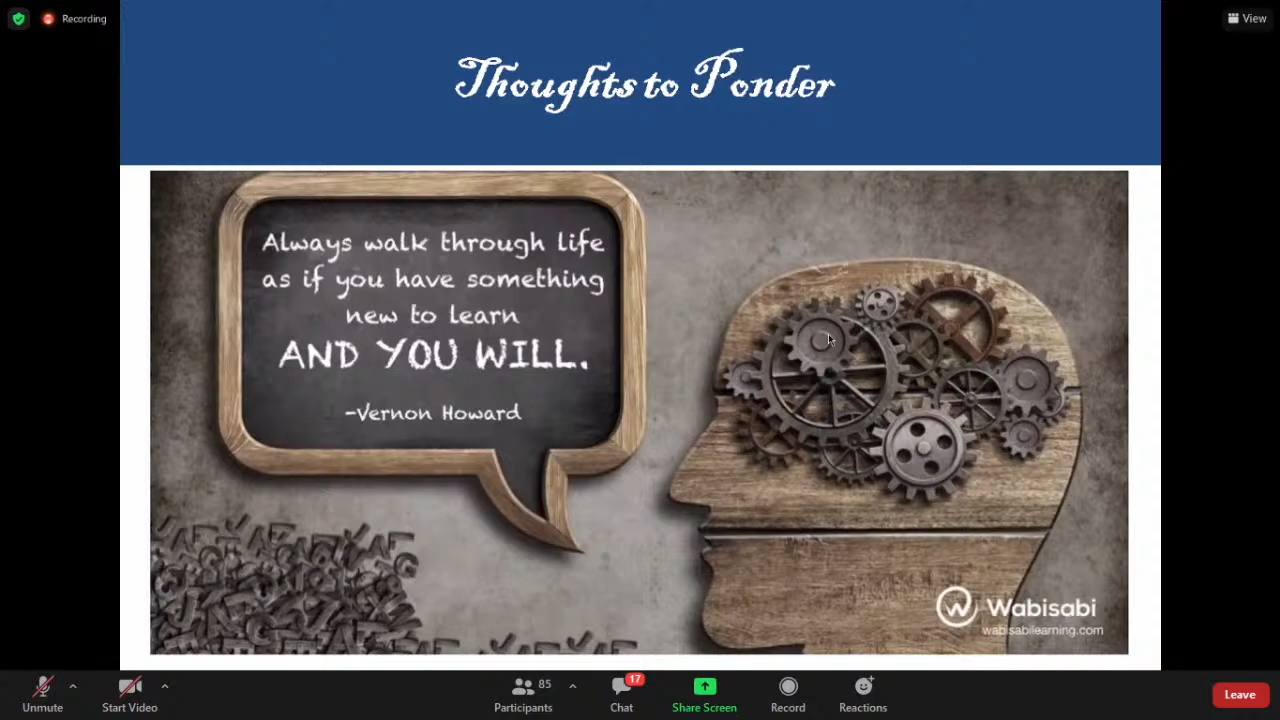 Recording
View
Thoughts to Ponder
Always walk through life
as if you have something
new to learn
AND YOU WILL.
-Vernon Howard
W Wabisabi
wabisabilearning.com
85
17
Unmute
Start Video
Participants
Chat
Share Screen
Record
Reactions
Leave